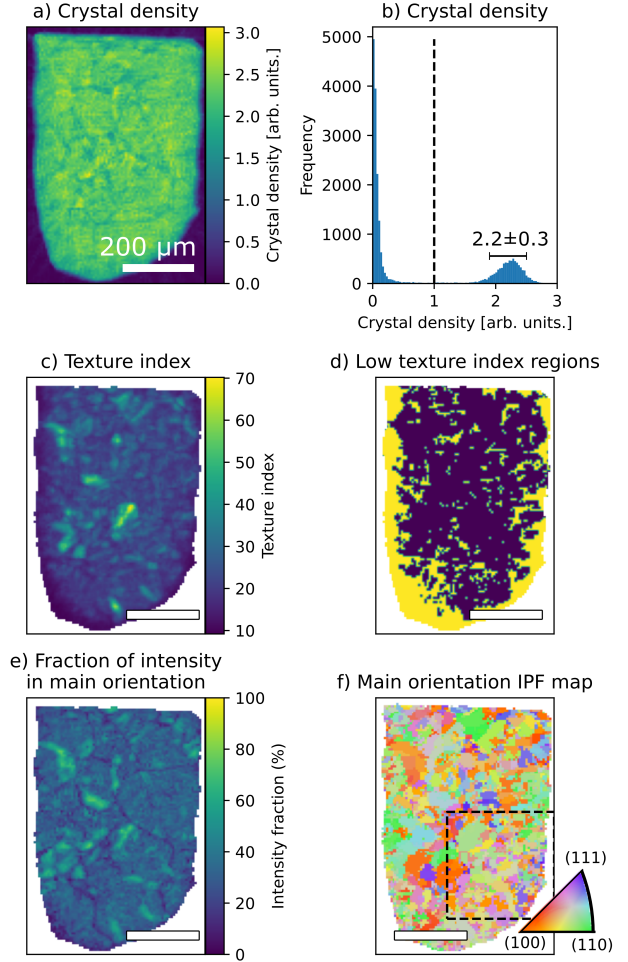 a) Crystal density
3.0
2.5
2.0
1.5
1.0
0.5
0.0
Crystal density [arb. units.]
200 μm
b) Crystal density
5000
4000
3000
2000
1000
0
Frequency
2.2±0.3
0
1
2
3
Crystal density [arb. units.]
c) Texture index
70
60
50
40
30
20
10
Texture index
d) Low texture index regions
e) Fraction of intensity
in main orientation
100
80
60
40
20
0
Intensity fraction (%)
f) Main orientation IPF map
(111)
(100)
(110)